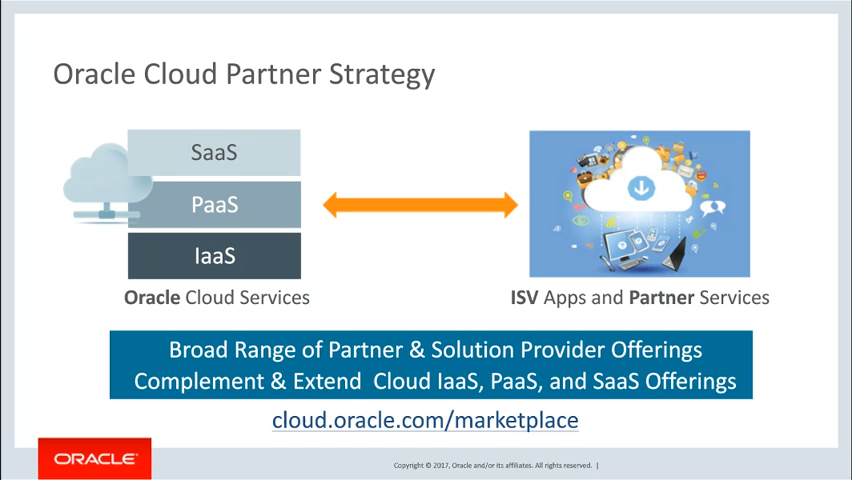 Oracle Cloud Partner Strategy
SaaS
PaaS
IaaS
Oracle Cloud Services
ISV Apps and Partner Services
Broad Range of Partner & Solution Provider Offerings
Complement & Extend  Cloud IaaS, PaaS, and SaaS Offerings
cloud.oracle.com/marketplace
ORACLE®
Copyright © 2017, Oracle and/or its affiliates. All rights reserved. |